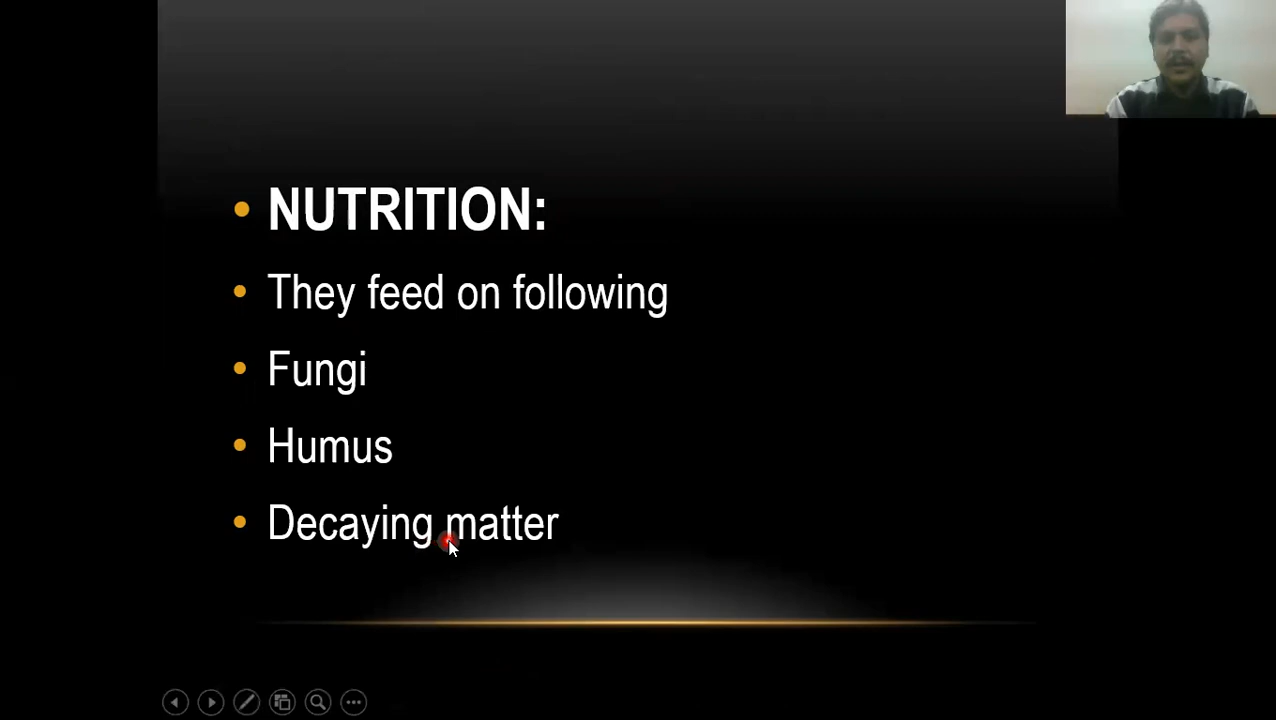 NUTRITION:
They feed on following
Fungi
Humus
Decaying matter